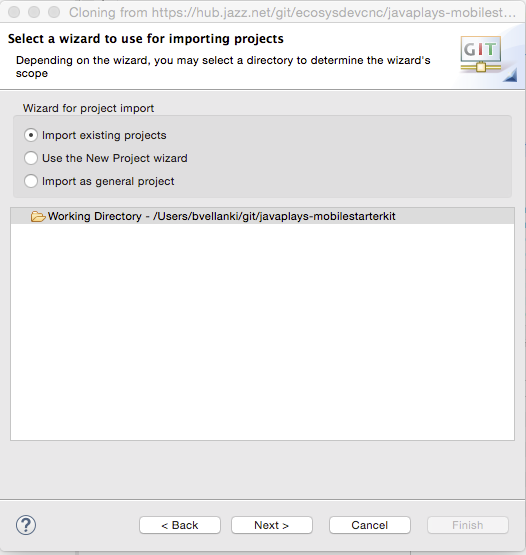 Cloning from https://hub.jazz.net/git/ecosysdevcnc/javaplays-mobilest...
Select a wizard to use for importing projects
Depending on the wizard, you may select a directory to determine the wizard's
scope
GIT
Wizard for project import
Import existing projects
Use the New Project wizard
Import as general project
Working Directory - /Users/bvellanki/git/javaplays-mobilestarterkit
?
< Back
Next >
Cancel
Finish